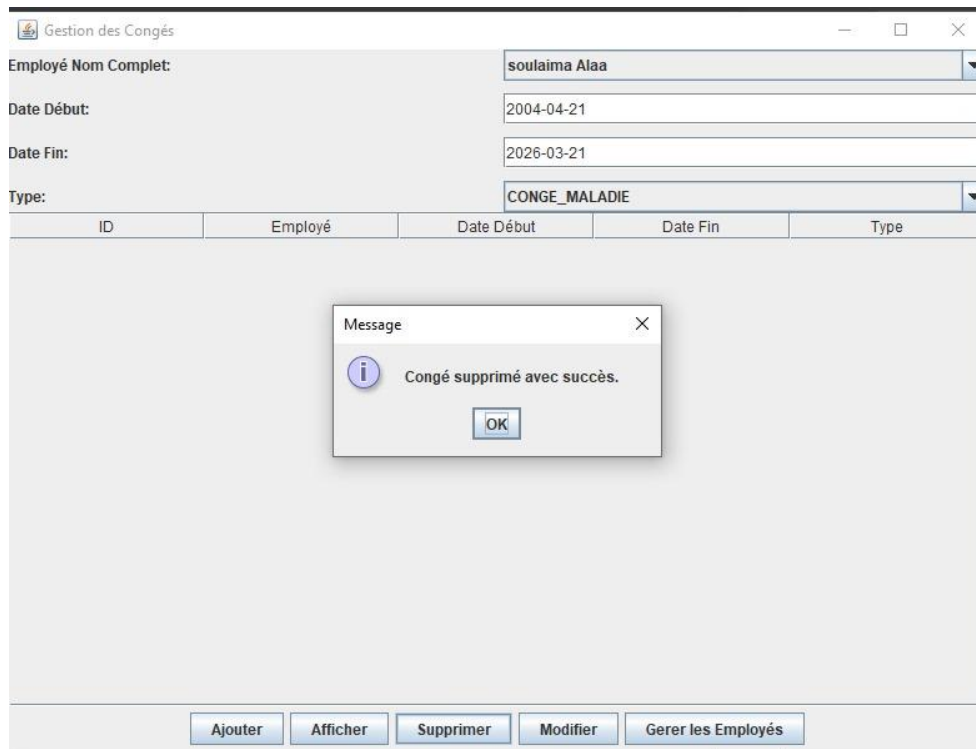 Gestion des Congés
Employé Nom Complet: soulaima Alaa
Date Début: 2004-04-21
Date Fin: 2026-03-21
Type: CONGE_MALADIE
ID Employé Date Début Date Fin Type
Message
Congé supprimé avec succès.
OK
Ajouter Afficher Supprimer Modifier Gerer les Employés